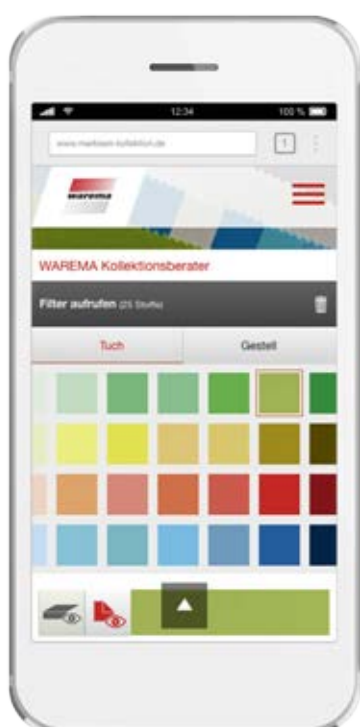 12:34
100 %
www.markisen-kollektion.de
1
warema
WAREMA Kollektionsberater
Filter aufrufen (25 Stoffe)
Tuch
Gestell